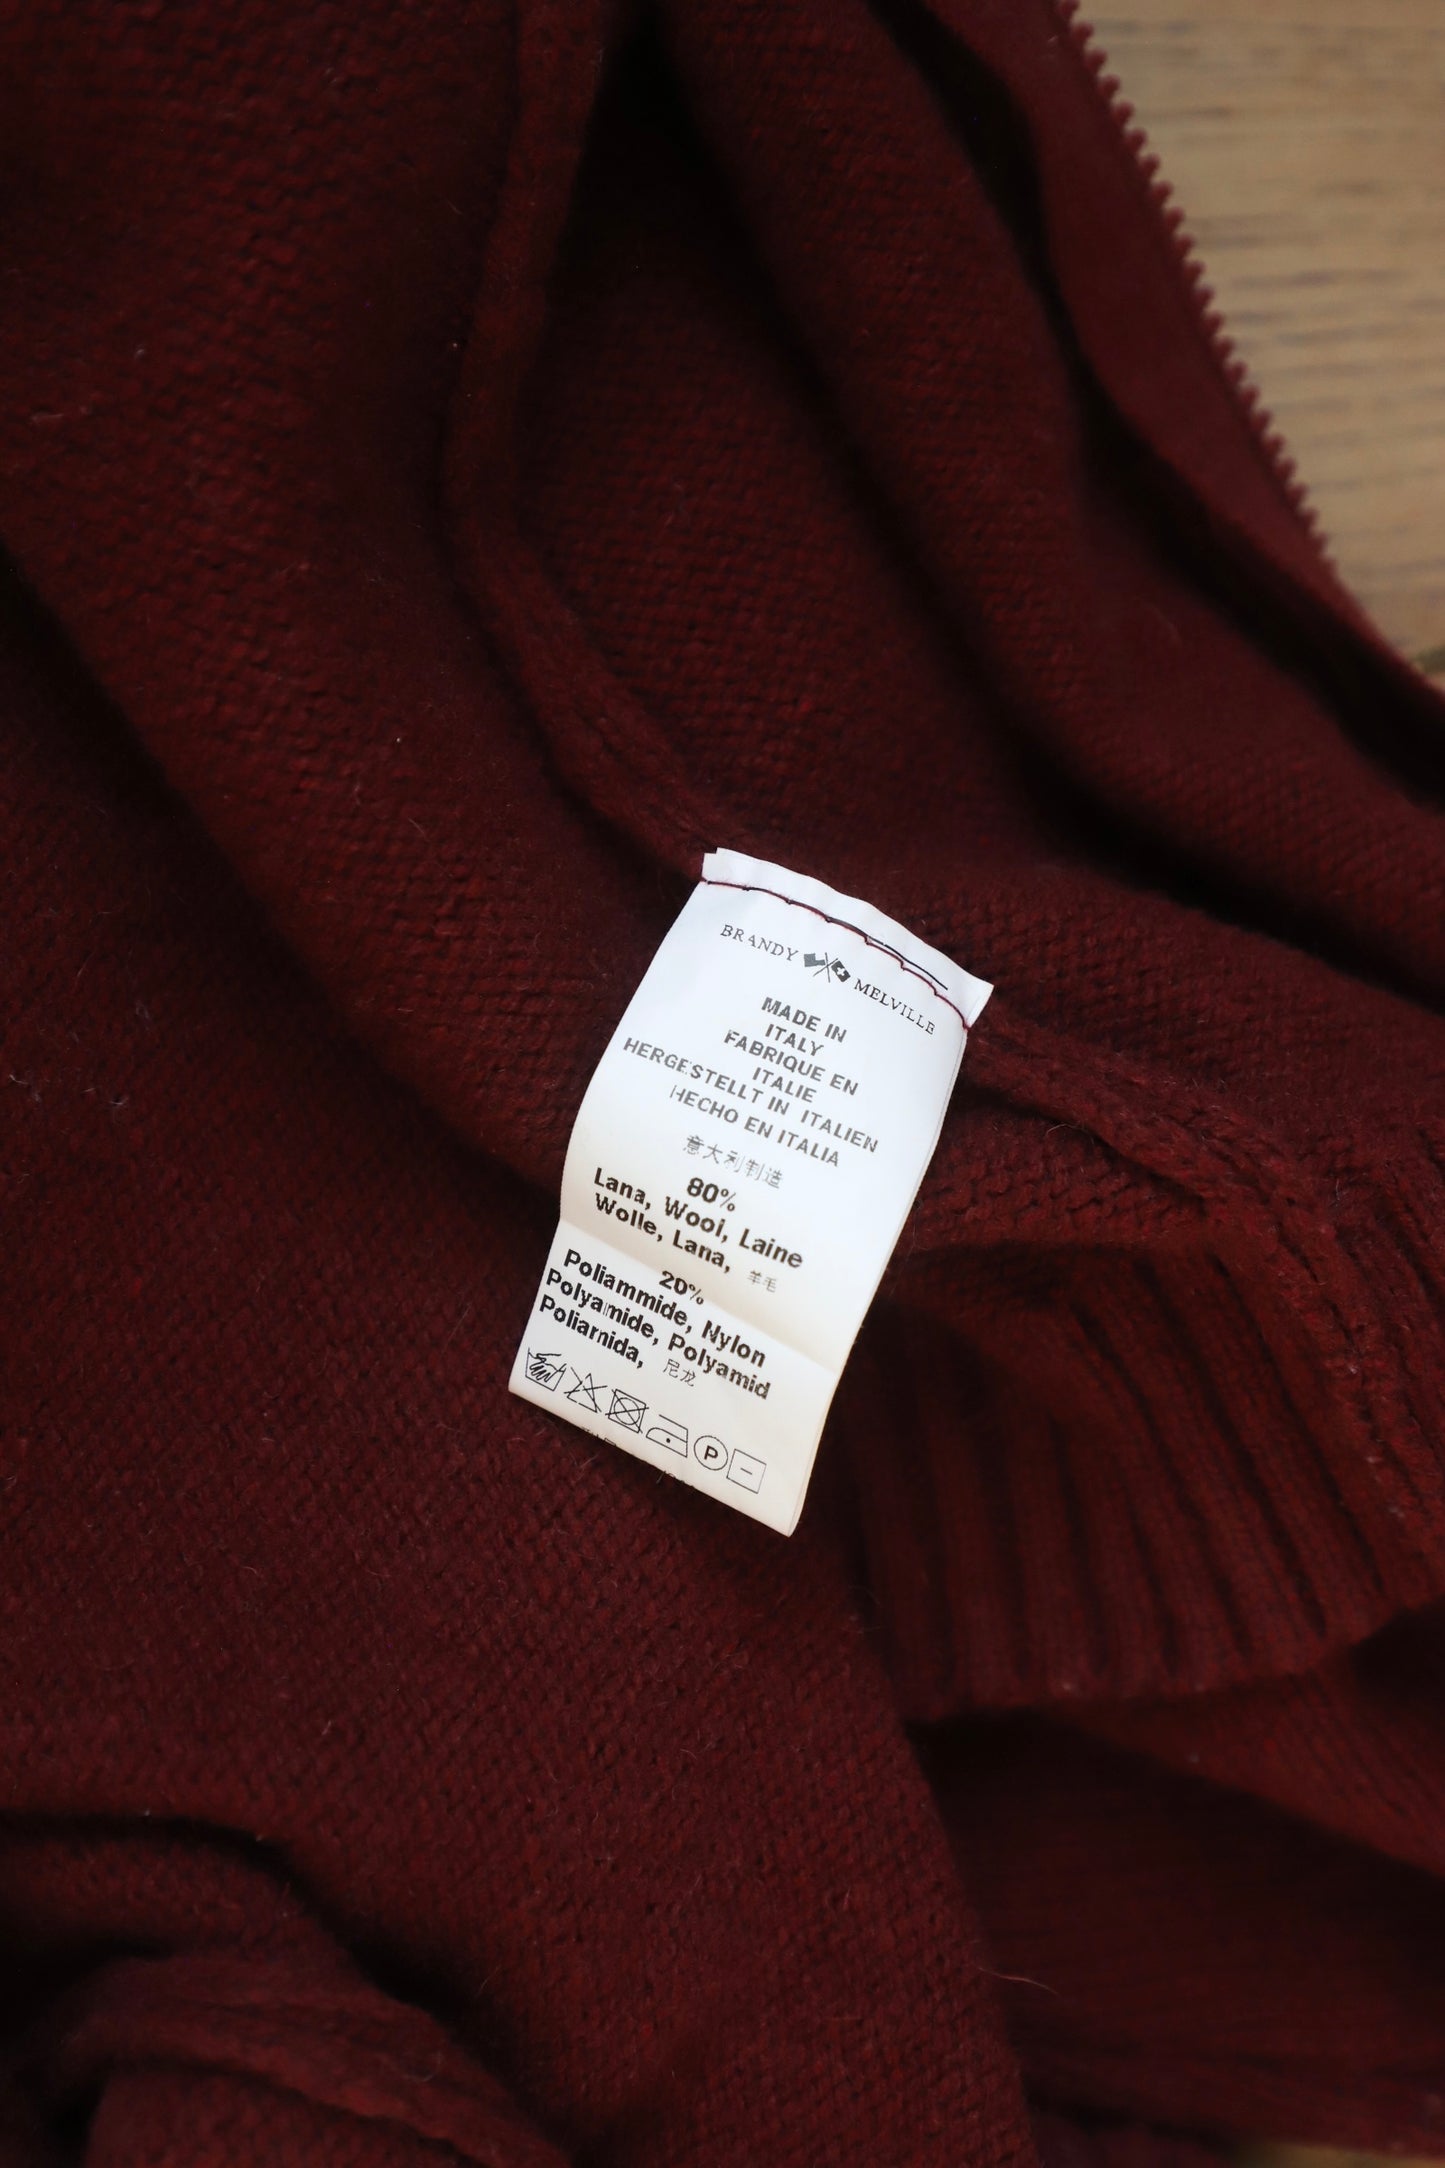 BRANDY MELVILLE
MADE IN
ITALY
FABRIQUE EN
ITALIE
HERGESTELLT IN ITALIEN
HECHO EN ITALIA
意大利制造
80%
Lana, Wool, Laine
Wolle, Lana, 羊毛
20%
Poliammide, Nylon
Polyamide, Polyamid
Poliamida, 尼龙
P